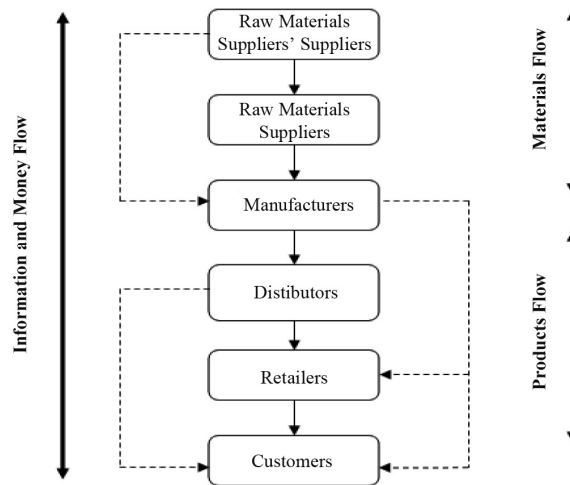 Raw Materials
Suppliers’ Suppliers
Raw Materials
Suppliers
Manufacturers
Distibutors
Retailers
Customers
Information and Money Flow
Materials Flow
Products Flow